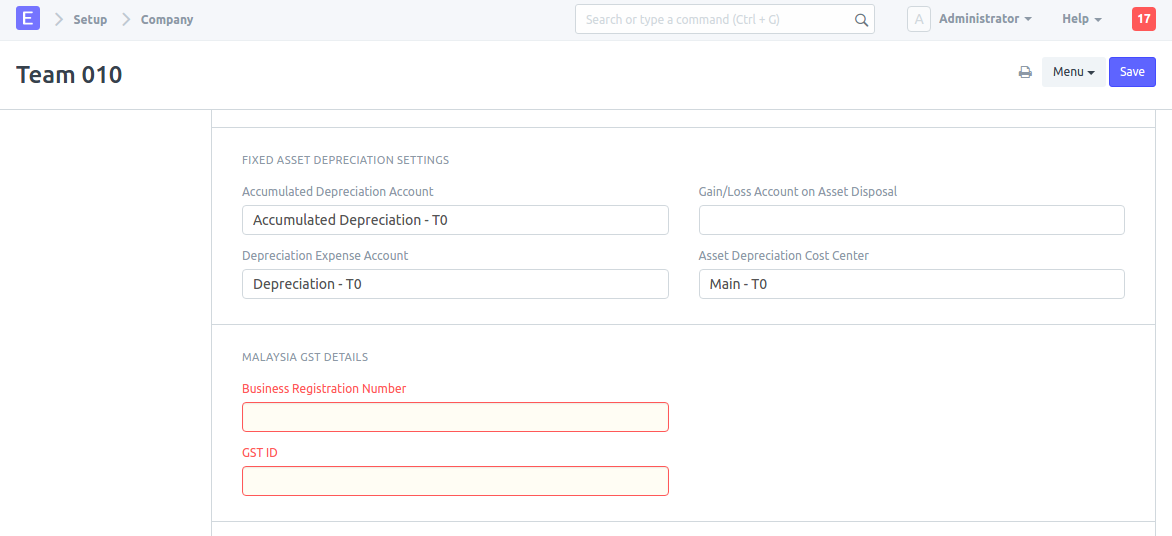 E Setup Company Search or type a command (Ctrl + G) A Administrator Help 17
Team 010 Menu Save
FIXED ASSET DEPRECIATION SETTINGS
Accumulated Depreciation Account Gain/Loss Account on Asset Disposal
Accumulated Depreciation - T0
Depreciation Expense Account Asset Depreciation Cost Center
Depreciation - T0 Main - T0
MALAYSIA GST DETAILS
Business Registration Number
GST ID